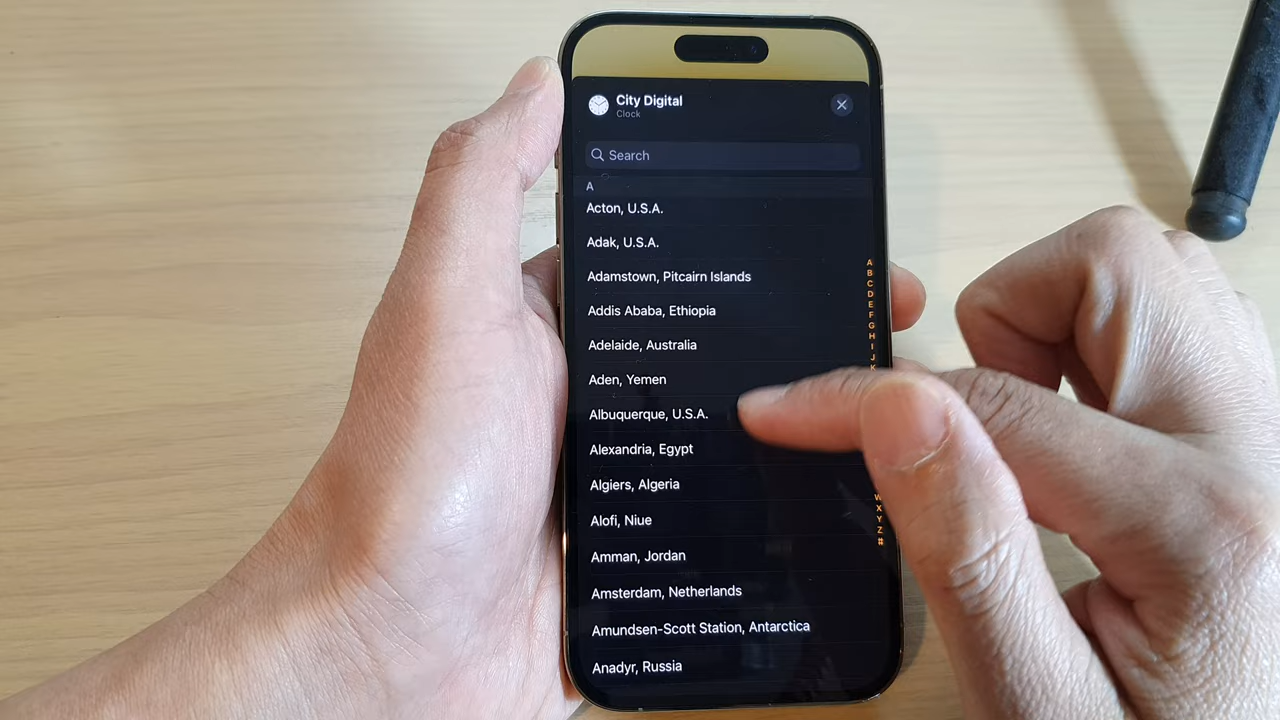 City Digital
Clock
Search
A
Acton, U.S.A.
Adak, U.S.A.
Adamstown, Pitcairn Islands
Addis Ababa, Ethiopia
Adelaide, Australia
Aden, Yemen
Albuquerque, U.S.A.
Alexandria, Egypt
Algiers, Algeria
Alofi, Niue
Amman, Jordan
Amsterdam, Netherlands
Amundsen-Scott Station, Antarctica
Anadyr, Russia
A
B
C
D
E
F
G
H
I
J
K
W
X
Y
Z
#